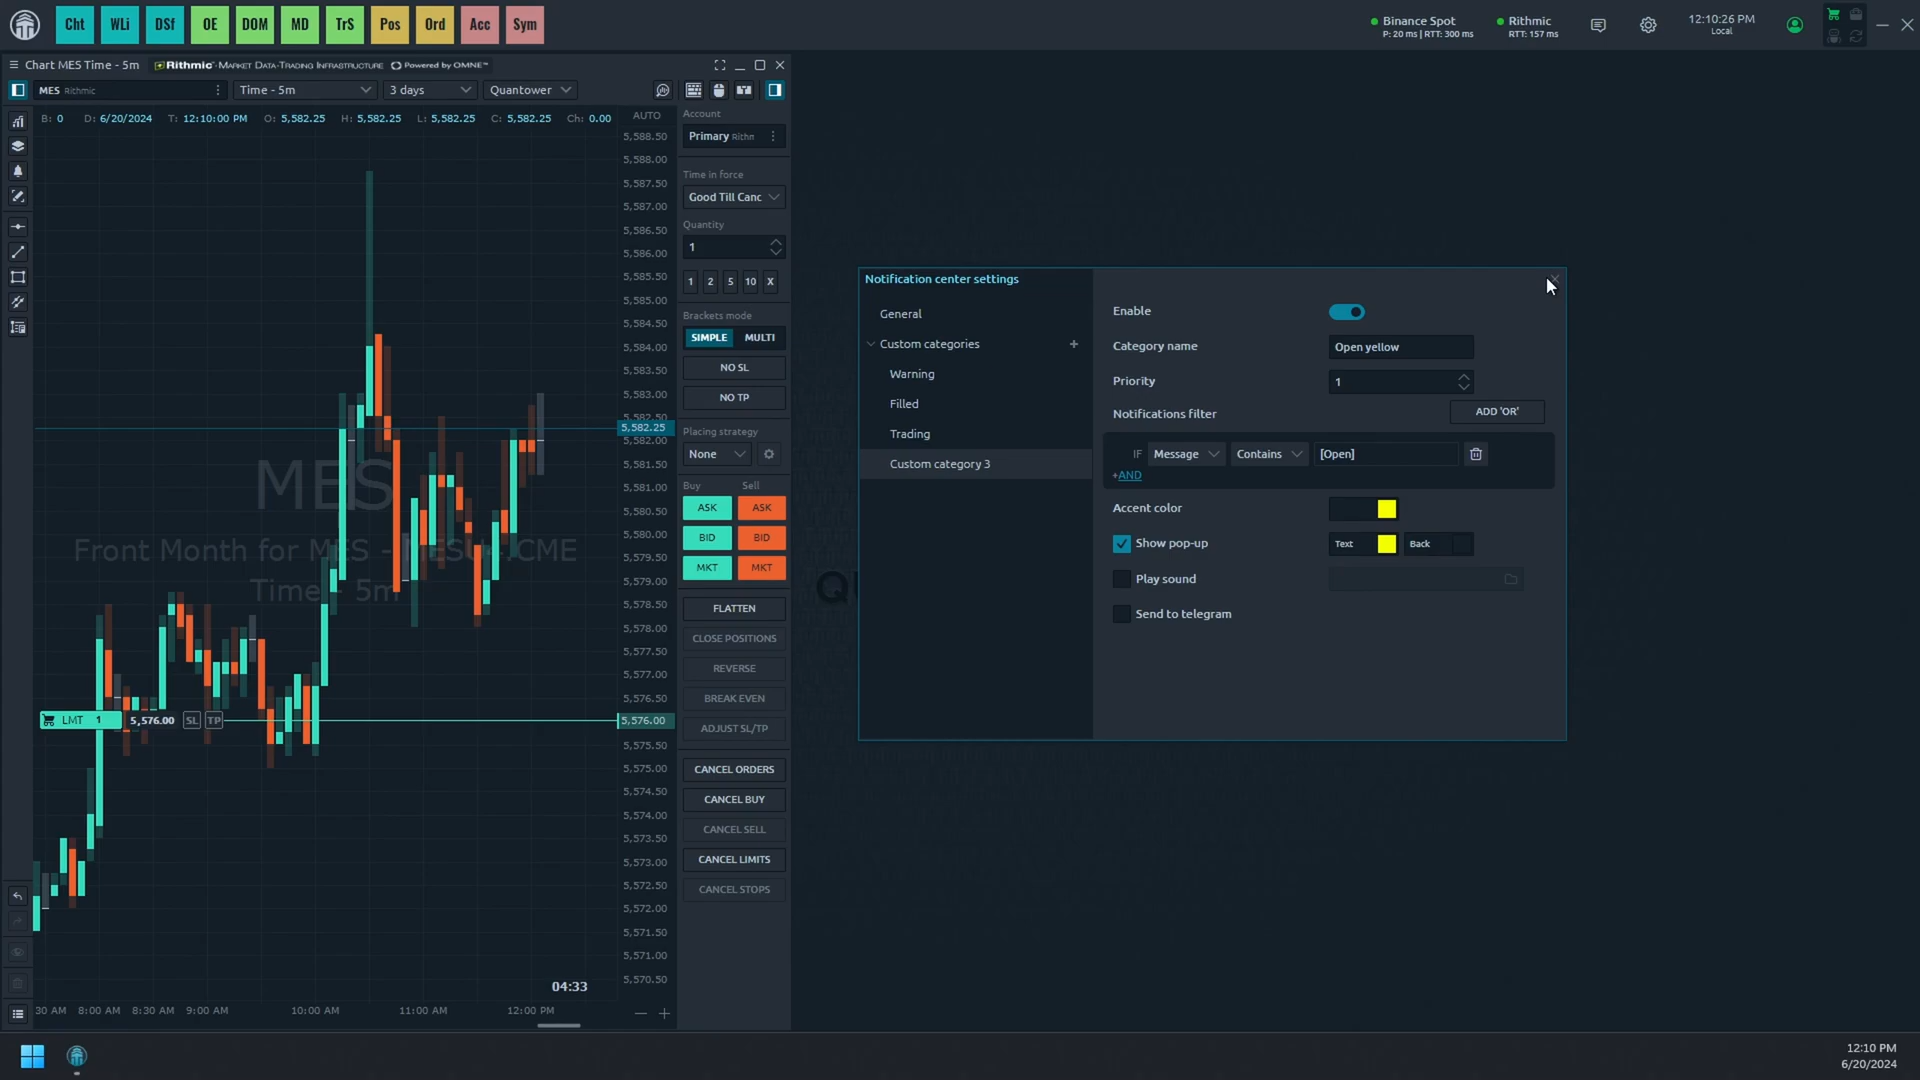 Cht
WLi
DSf
OE
DOM
MD
TrS
Pos
Ord
Acc
Sym
Binance Spot
P: 20 ms | RTT: 300 ms
Rithmic
RTT: 157 ms
12:10:26 PM
Local
Chart MES Time - 5m
Rithmic MARKET DATA-TRADING INFRASTRUCTURE
Powered by OMNE™
MES Rithmic
Time - 5m
3 days
Quantower
B: 0 D: 6/20/2024 T: 12:10:00 PM O: 5,582.25 H: 5,582.25 L: 5,582.25 C: 5,582.25 Ch: 0.00
AUTO
5,588.50
5,588.00
5,587.50
5,587.00
5,586.50
5,586.00
5,585.50
5,585.00
5,584.50
5,584.00
5,583.50
5,583.00
5,582.50
5,582.25
5,582.00
5,581.50
5,581.00
5,580.50
5,580.00
5,579.50
5,579.00
5,578.50
5,578.00
5,577.50
5,577.00
5,576.50
5,576.00
5,575.50
5,575.00
5,574.50
5,574.00
5,573.50
5,573.00
5,572.50
5,572.00
5,571.50
5,571.00
5,570.50
MES
Front Month for MES - MESU4.CME
Time - 5m
LMT 1 5,576.00 SL TP
04:33
30 AM 8:00 AM 8:30 AM 9:00 AM 10:00 AM 11:00 AM 12:00 PM
Account
Primary Rithm
Time in force
Good Till Canc
Quantity
1
1 2 5 10 X
Brackets mode
SIMPLE MULTI
NO SL
NO TP
Placing strategy
None
Buy Sell
ASK ASK
BID BID
MKT MKT
FLATTEN
CLOSE POSITIONS
REVERSE
BREAK EVEN
ADJUST SL/TP
CANCEL ORDERS
CANCEL BUY
CANCEL SELL
CANCEL LIMITS
CANCEL STOPS
Notification center settings
General
Custom categories +
Warning
Filled
Trading
Custom category 3
Enable
Category name Open yellow
Priority 1
Notifications filter ADD 'OR'
IF Message Contains [Open]
+AND
Accent color
Show pop-up Text Back
Play sound
Send to telegram
12:10 PM
6/20/2024